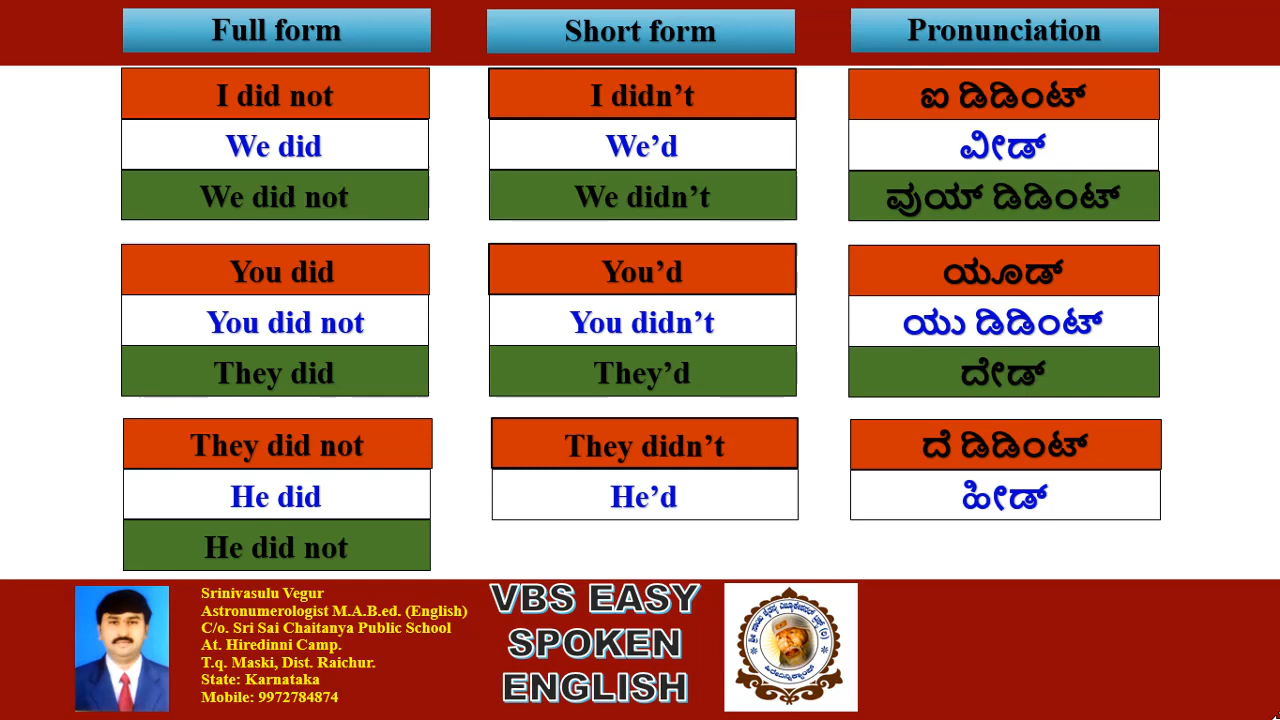 Full form Short form Pronunciation
I did not I didn’t ಐ ಡಿಡಿಂಟ್
We did We’d ವೀಡ್
We did not We didn’t ವುಯ್ ಡಿಡಿಂಟ್
You did You’d ಯೂಡ್
You did not You didn’t ಯು ಡಿಡಿಂಟ್
They did They’d ದೇಡ್
They did not They didn’t ದೆ ಡಿಡಿಂಟ್
He did He’d ಹೀಡ್
He did not
Srinivasulu Vegur
Astronumerologist M.A.B.ed. (English)
C/o. Sri Sai Chaitanya Public School
At. Hiredinni Camp.
T.q. Maski, Dist. Raichur.
State: Karnataka
Mobile: 9972784874
VBS EASY
SPOKEN
ENGLISH